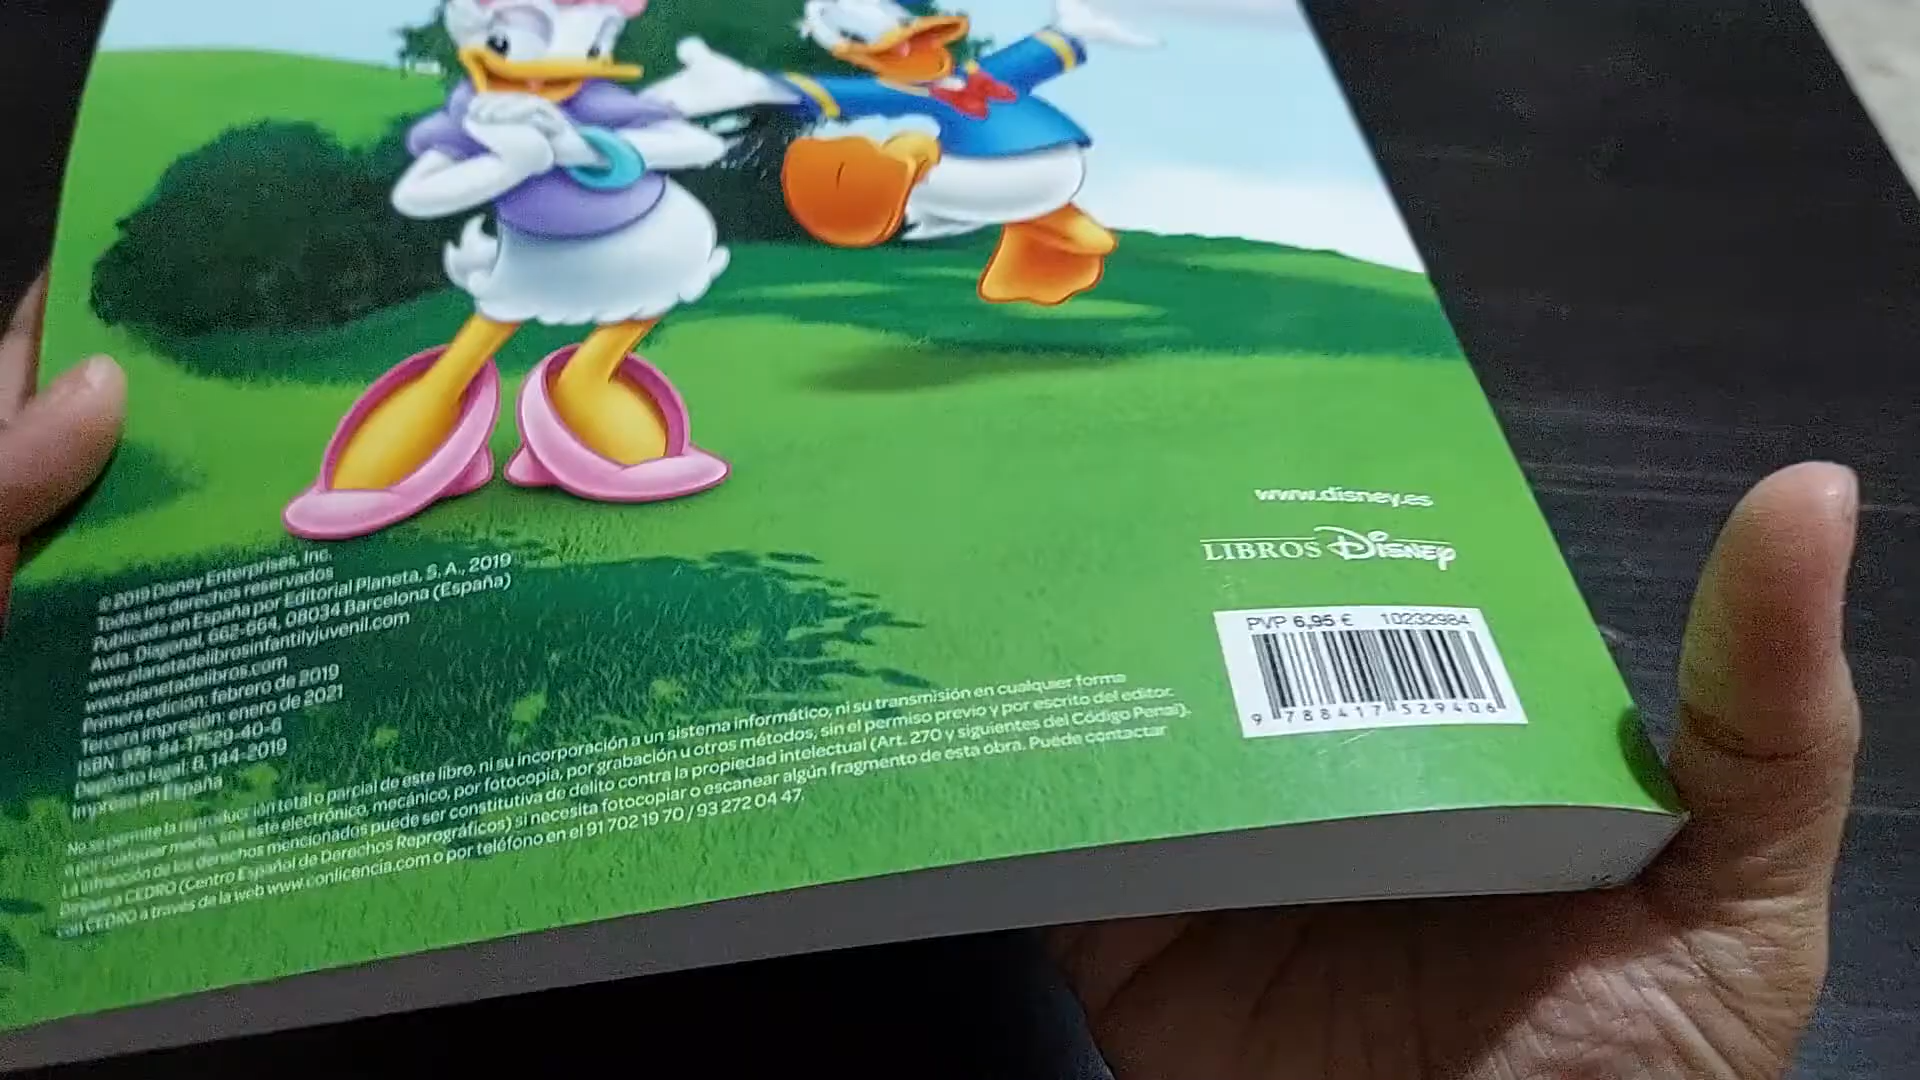 www.disney.es
LIBROS Disney
PVP 6,95 € 10232984
9 788417 529406
© 2019 Disney Enterprises, Inc.
Todos los derechos reservados
Publicado en España por Editorial Planeta, S. A., 2019
Avda. Diagonal, 662-664, 08034 Barcelona (España)
www.planetadelibrosinfantilyjuvenil.com
www.planetadelibros.com
Primera edición: febrero de 2019
Tercera impresión: enero de 2021
ISBN: 978-84-17529-40-6
Depósito legal: B. 144-2019
Impreso en España
No se permite la reproducción total o parcial de este libro, ni su incorporación a un sistema informático, ni su transmisión en cualquier forma
o por cualquier medio, sea este electrónico, mecánico, por fotocopia, por grabación u otros métodos, sin el permiso previo y por escrito del editor.
La infracción de los derechos mencionados puede ser constitutiva de delito contra la propiedad intelectual (Art. 270 y siguientes del Código Penal).
Diríjase a CEDRO (Centro Español de Derechos Reprográficos) si necesita fotocopiar o escanear algún fragmento de esta obra. Puede contactar
con CEDRO a través de la web www.conlicencia.com o por teléfono en el 91 702 19 70 / 93 272 04 47.